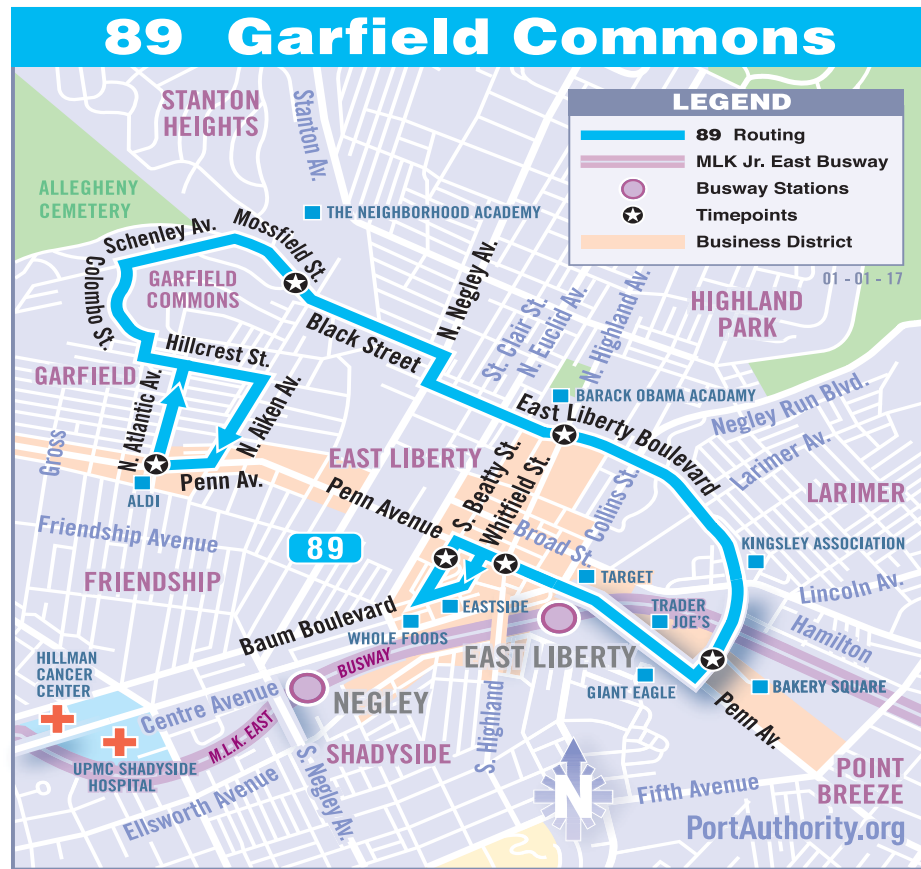 89 Garfield Commons
LEGEND
89 Routing
MLK Jr. East Busway
Busway Stations
Timepoints
Business District
01 - 01 - 17
STANTON
HEIGHTS
Stanton Av.
ALLEGHENY
CEMETERY
THE NEIGHBORHOOD ACADEMY
Schenley Av.
Mossfield St.
GARFIELD
COMMONS
Colombo St.
N. Negley Av.
St. Clair St.
N. Euclid Av.
N. Highland Av.
HIGHLAND
PARK
Black Street
Hillcrest St.
GARFIELD
N. Atlantic Av.
N. Aiken Av.
BARACK OBAMA ACADAMY
East Liberty Boulevard
Negley Run Blvd.
Larimer Av.
Gross
EAST LIBERTY
S. Beatty St.
Whitfield St.
Collins St.
LARIMER
ALDI
Penn Av.
Penn Avenue
Broad St.
Friendship Avenue
89
KINGSLEY ASSOCIATION
FRIENDSHIP
TARGET
Lincoln Av.
EASTSIDE
TRADER
JOE'S
Hamilton
Baum Boulevard
WHOLE FOODS
HILLMAN
CANCER
CENTER
BUSWAY
EAST LIBERTY
GIANT EAGLE
BAKERY SQUARE
Centre Avenue
NEGLEY
Penn Av.
M.L.K. EAST
S. Highland
SHADYSIDE
UPMC SHADYSIDE
HOSPITAL
S. Negley Av.
Ellsworth Avenue
N
Fifth Avenue
POINT
BREEZE
PortAuthority.org